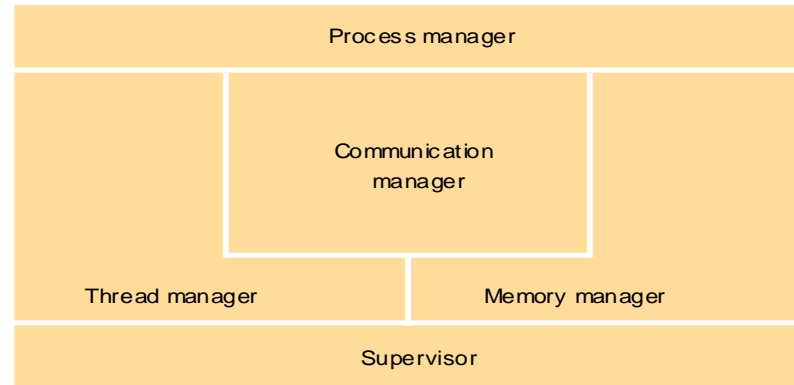 Process manager
Communication
manager
Thread manager
Memory manager
Supervisor